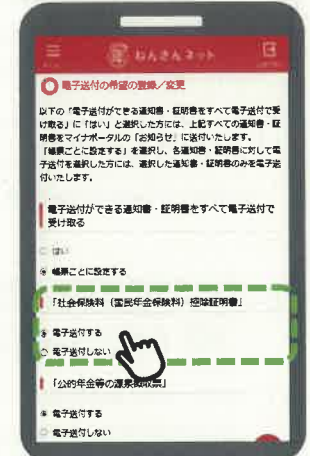 ねんきんネット
電子送付の希望の登録／変更
以下の「電子送付ができる通知書・証明書をすべて電子送付で受
け取る」に「はい」と選択した方には、上記すべての通知書・証
明書をマイナポータルの「お知らせ」に送付いたします。
「帳票ごとに設定する」を選択し、各通知書・証明書に対して電
子送付を選択した方には、選択した通知書・証明書のみを電子送
付いたします。
電子送付ができる通知書・証明書をすべて電子送付で
受け取る
はい
帳票ごとに設定する
「社会保険料（国民年金保険料）控除証明書」
電子送付する
電子送付しない
「公的年金等の源泉徴収票」
電子送付する
電子送付しない